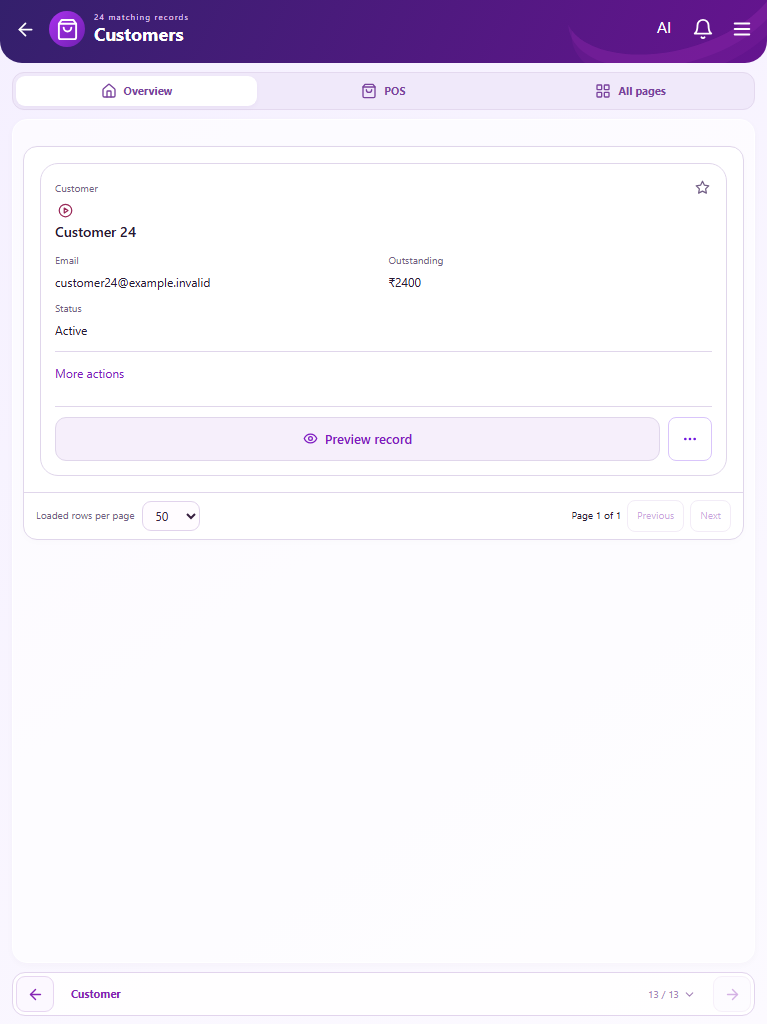 24 matching records
Customers
AI
Overview
POS
All pages
Customer
Customer 24
Email
Outstanding
customer24@example.invalid
₹2400
Status
Active
More actions
Preview record
Loaded rows per page
50
Page 1 of 1
Previous
Next
Customer
13 / 13